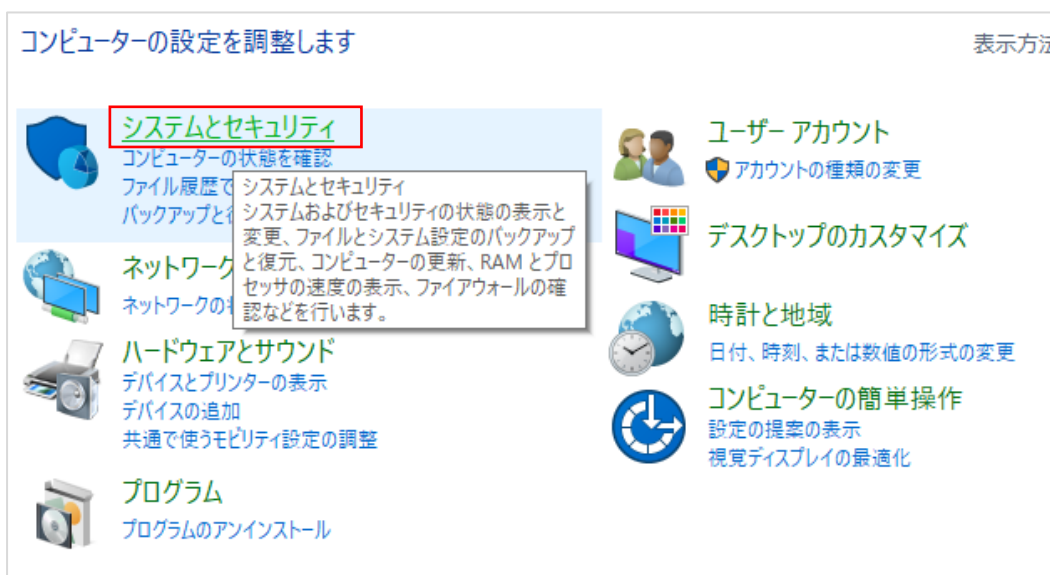 コンピューターの設定を調整します
表示方法
システムとセキュリティ
コンピューターの状態を確認
ファイル履歴で
バックアップと
システムとセキュリティ
システムおよびセキュリティの状態の表示と
変更、ファイルとシステム設定のバックアップ
と復元、コンピューターの更新、RAM とプロ
セッサの速度の表示、ファイアウォールの確
認などを行います。
ネットワーク
ネットワークの
ハードウェアとサウンド
デバイスとプリンターの表示
デバイスの追加
共通で使うモビリティ設定の調整
プログラム
プログラムのアンインストール
ユーザー アカウント
アカウントの種類の変更
デスクトップのカスタマイズ
時計と地域
日付、時刻、または数値の形式の変更
コンピューターの簡単操作
設定の提案の表示
視覚ディスプレイの最適化